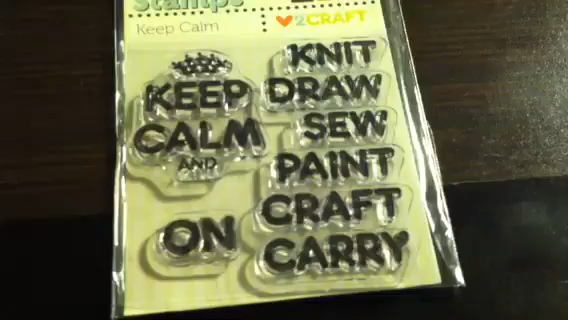 Stamps
Keep Calm
2CRAFT
KEEP
CALM
AND
ON
KNIT
DRAW
SEW
PAINT
CRAFT
CARRY